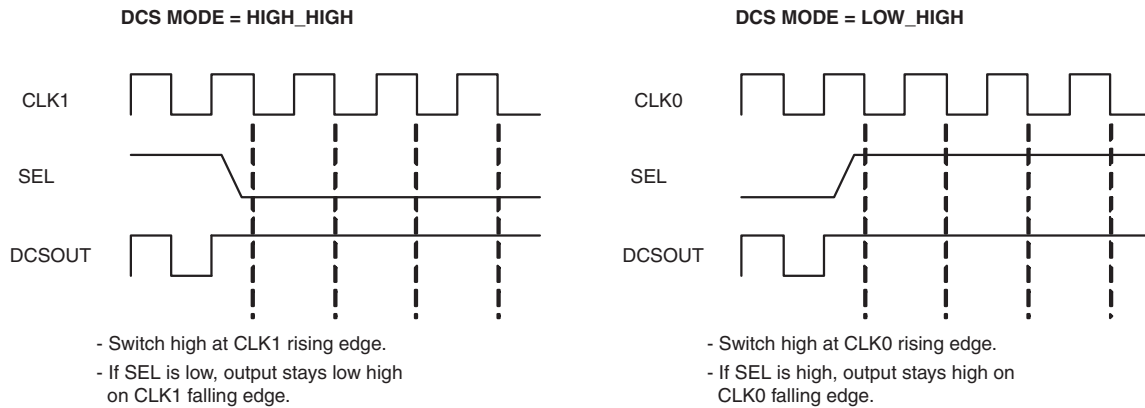 DCS MODE = HIGH_HIGH
CLK1
SEL
DCSOUT
- Switch high at CLK1 rising edge.
- If SEL is low, output stays low high
on CLK1 falling edge.
DCS MODE = LOW_HIGH
CLK0
SEL
DCSOUT
- Switch high at CLK0 rising edge.
- If SEL is high, output stays high on
CLK0 falling edge.